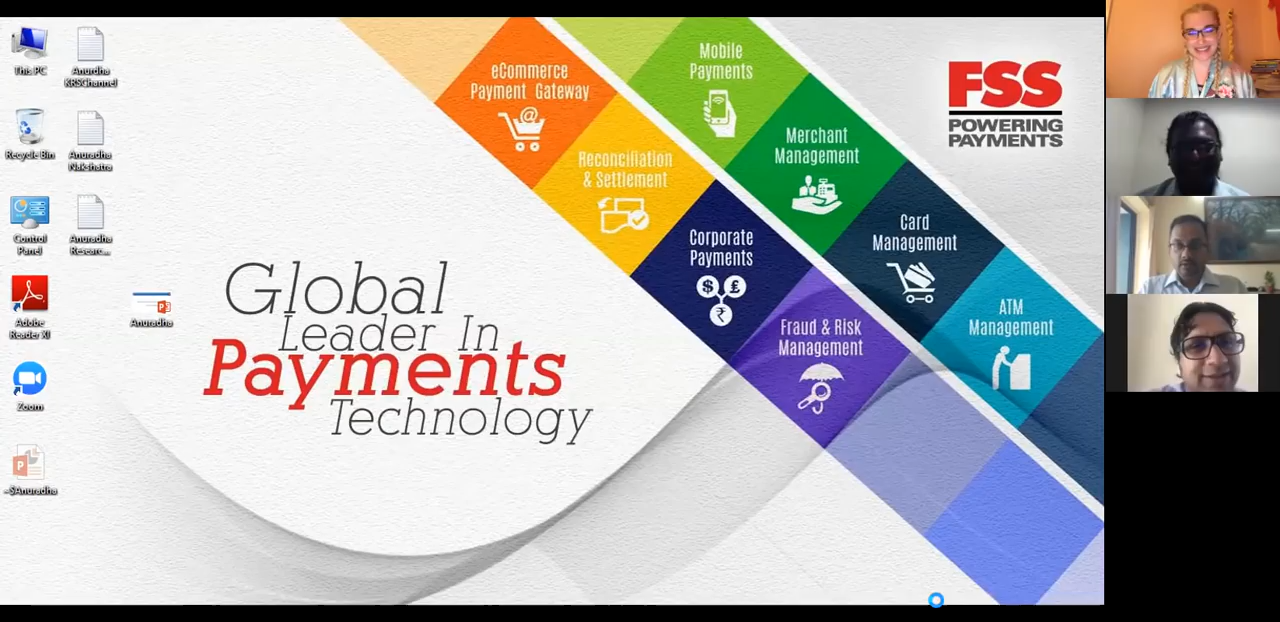 This PC
Anurdha
KRSChannel
Recycle Bin
Anuradha
Nakshatra
Control
Panel
Anuradha
Researc...
Adobe
Reader XI
Anuradha
Zoom
~$Anuradha
eCommerce
Payment Gateway
Mobile
Payments
Reconciliation
& Settlement
Merchant
Management
Corporate
Payments
Card
Management
Fraud & Risk
Management
ATM
Management
FSS
POWERING
PAYMENTS
Global
Leader In
Payments
Technology